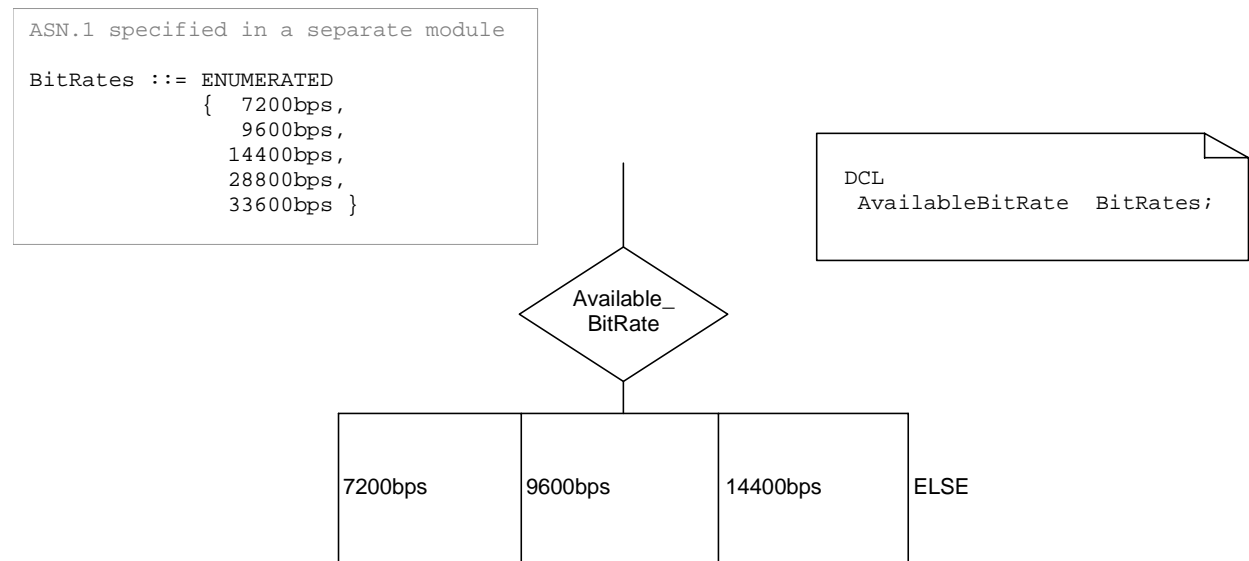 ASN.1 specified in a separate module
BitRates ::= ENUMERATED
{ 7200bps,
9600bps,
14400bps,
28800bps,
33600bps }
DCL
AvailableBitRate BitRates;
Available_
BitRate
7200bps
9600bps
14400bps
ELSE